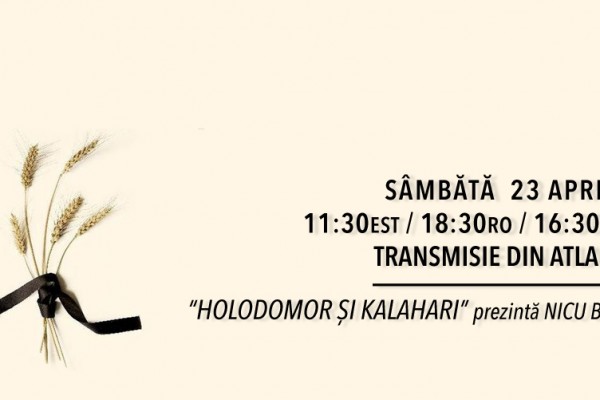 SÂMBĂTĂ 23 APRI
11:30EST / 18:30RO / 16:30
TRANSMISIE DIN ATLA
“HOLODOMOR ȘI KALAHARI“ prezintă NICU B